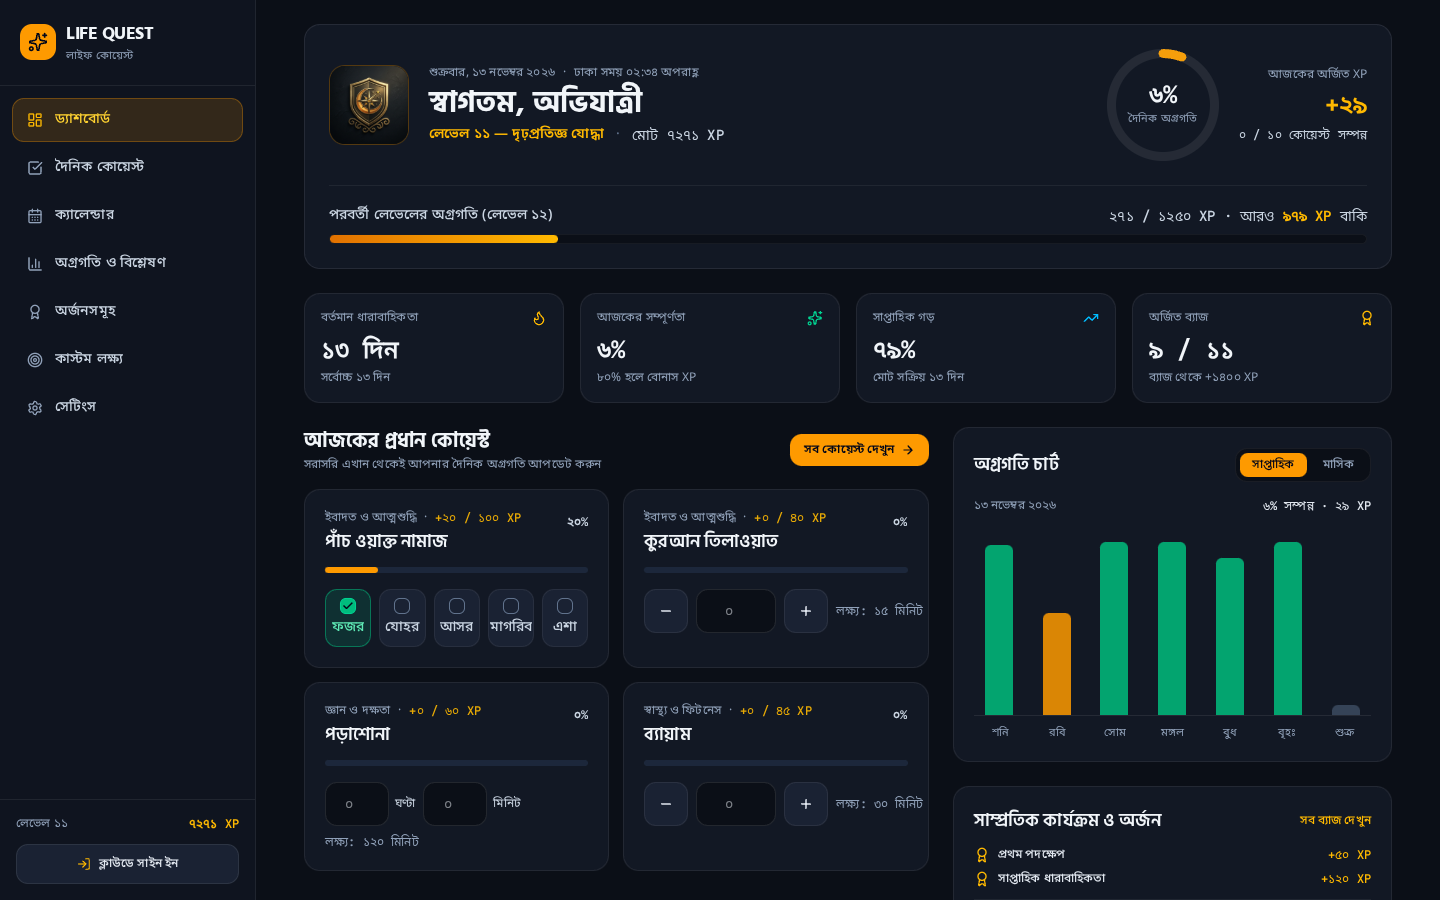 LIFE QUEST
লাইফ কোয়েস্ট
ড্যাশবোর্ড
দৈনিক কোয়েস্ট
ক্যালেন্ডার
অগ্রগতি ও বিশ্লেষণ
অর্জনসমূহ
কাস্টম লক্ষ্য
সেটিংস
লেভেল ১১ ৭২৭১ XP
ক্লাউডে সাইন ইন
শুক্রবার, ১৩ নভেম্বর ২০২৬ · ঢাকা সময় ০২:৩৪ অপরাহ্ণ
স্বাগতম, অভিযাত্রী
লেভেল ১১ — দৃঢ়প্রতিজ্ঞ যোদ্ধা · মোট ৭২৭১ XP
৬%
দৈনিক অগ্রগতি
আজকের অর্জিত XP
+২৯
০ / ১০ কোয়েস্ট সম্পন্ন
পরবর্তী লেভেলের অগ্রগতি (লেভেল ১২)
২৭১ / ১২৫০ XP · আরও ৯৭৯ XP বাকি
বর্তমান ধারাবাহিকতা
১৩ দিন
সর্বোচ্চ ১৩ দিন
আজকের সম্পূর্ণতা
৬%
৮০% হলে বোনাস XP
সাপ্তাহিক গড়
৭৯%
মোট সক্রিয় ১৩ দিন
অর্জিত ব্যাজ
৯ / ১১
ব্যাজ থেকে +১৪০০ XP
আজকের প্রধান কোয়েস্ট
সরাসরি এখান থেকেই আপনার দৈনিক অগ্রগতি আপডেট করুন
সব কোয়েস্ট দেখুন
ইবাদত ও আত্মশুদ্ধি · +২০ / ১০০ XP
২০%
পাঁচ ওয়াক্ত নামাজ
ফজর যোহর আসর মাগরিব এশা
ইবাদত ও আত্মশুদ্ধি · +০ / ৪০ XP
০%
কুরআন তিলাওয়াত
− ০ + লক্ষ্য: ১৫ মিনিট
জ্ঞান ও দক্ষতা · +০ / ৬০ XP
০%
পড়াশোনা
০ ঘণ্টা ০ মিনিট
লক্ষ্য: ১২০ মিনিট
স্বাস্থ্য ও ফিটনেস · +০ / ৪৫ XP
০%
ব্যায়াম
− ০ + লক্ষ্য: ৩০ মিনিট
অগ্রগতি চার্ট
সাপ্তাহিক মাসিক
১৩ নভেম্বর ২০২৬
৬% সম্পন্ন · ২৯ XP
শনি রবি সোম মঙ্গল বুধ বৃহঃ শুক্র
সাম্প্রতিক কার্যক্রম ও অর্জন
সব ব্যাজ দেখুন
প্রথম পদক্ষেপ +৫০ XP
সাপ্তাহিক ধারাবাহিকতা +১২০ XP